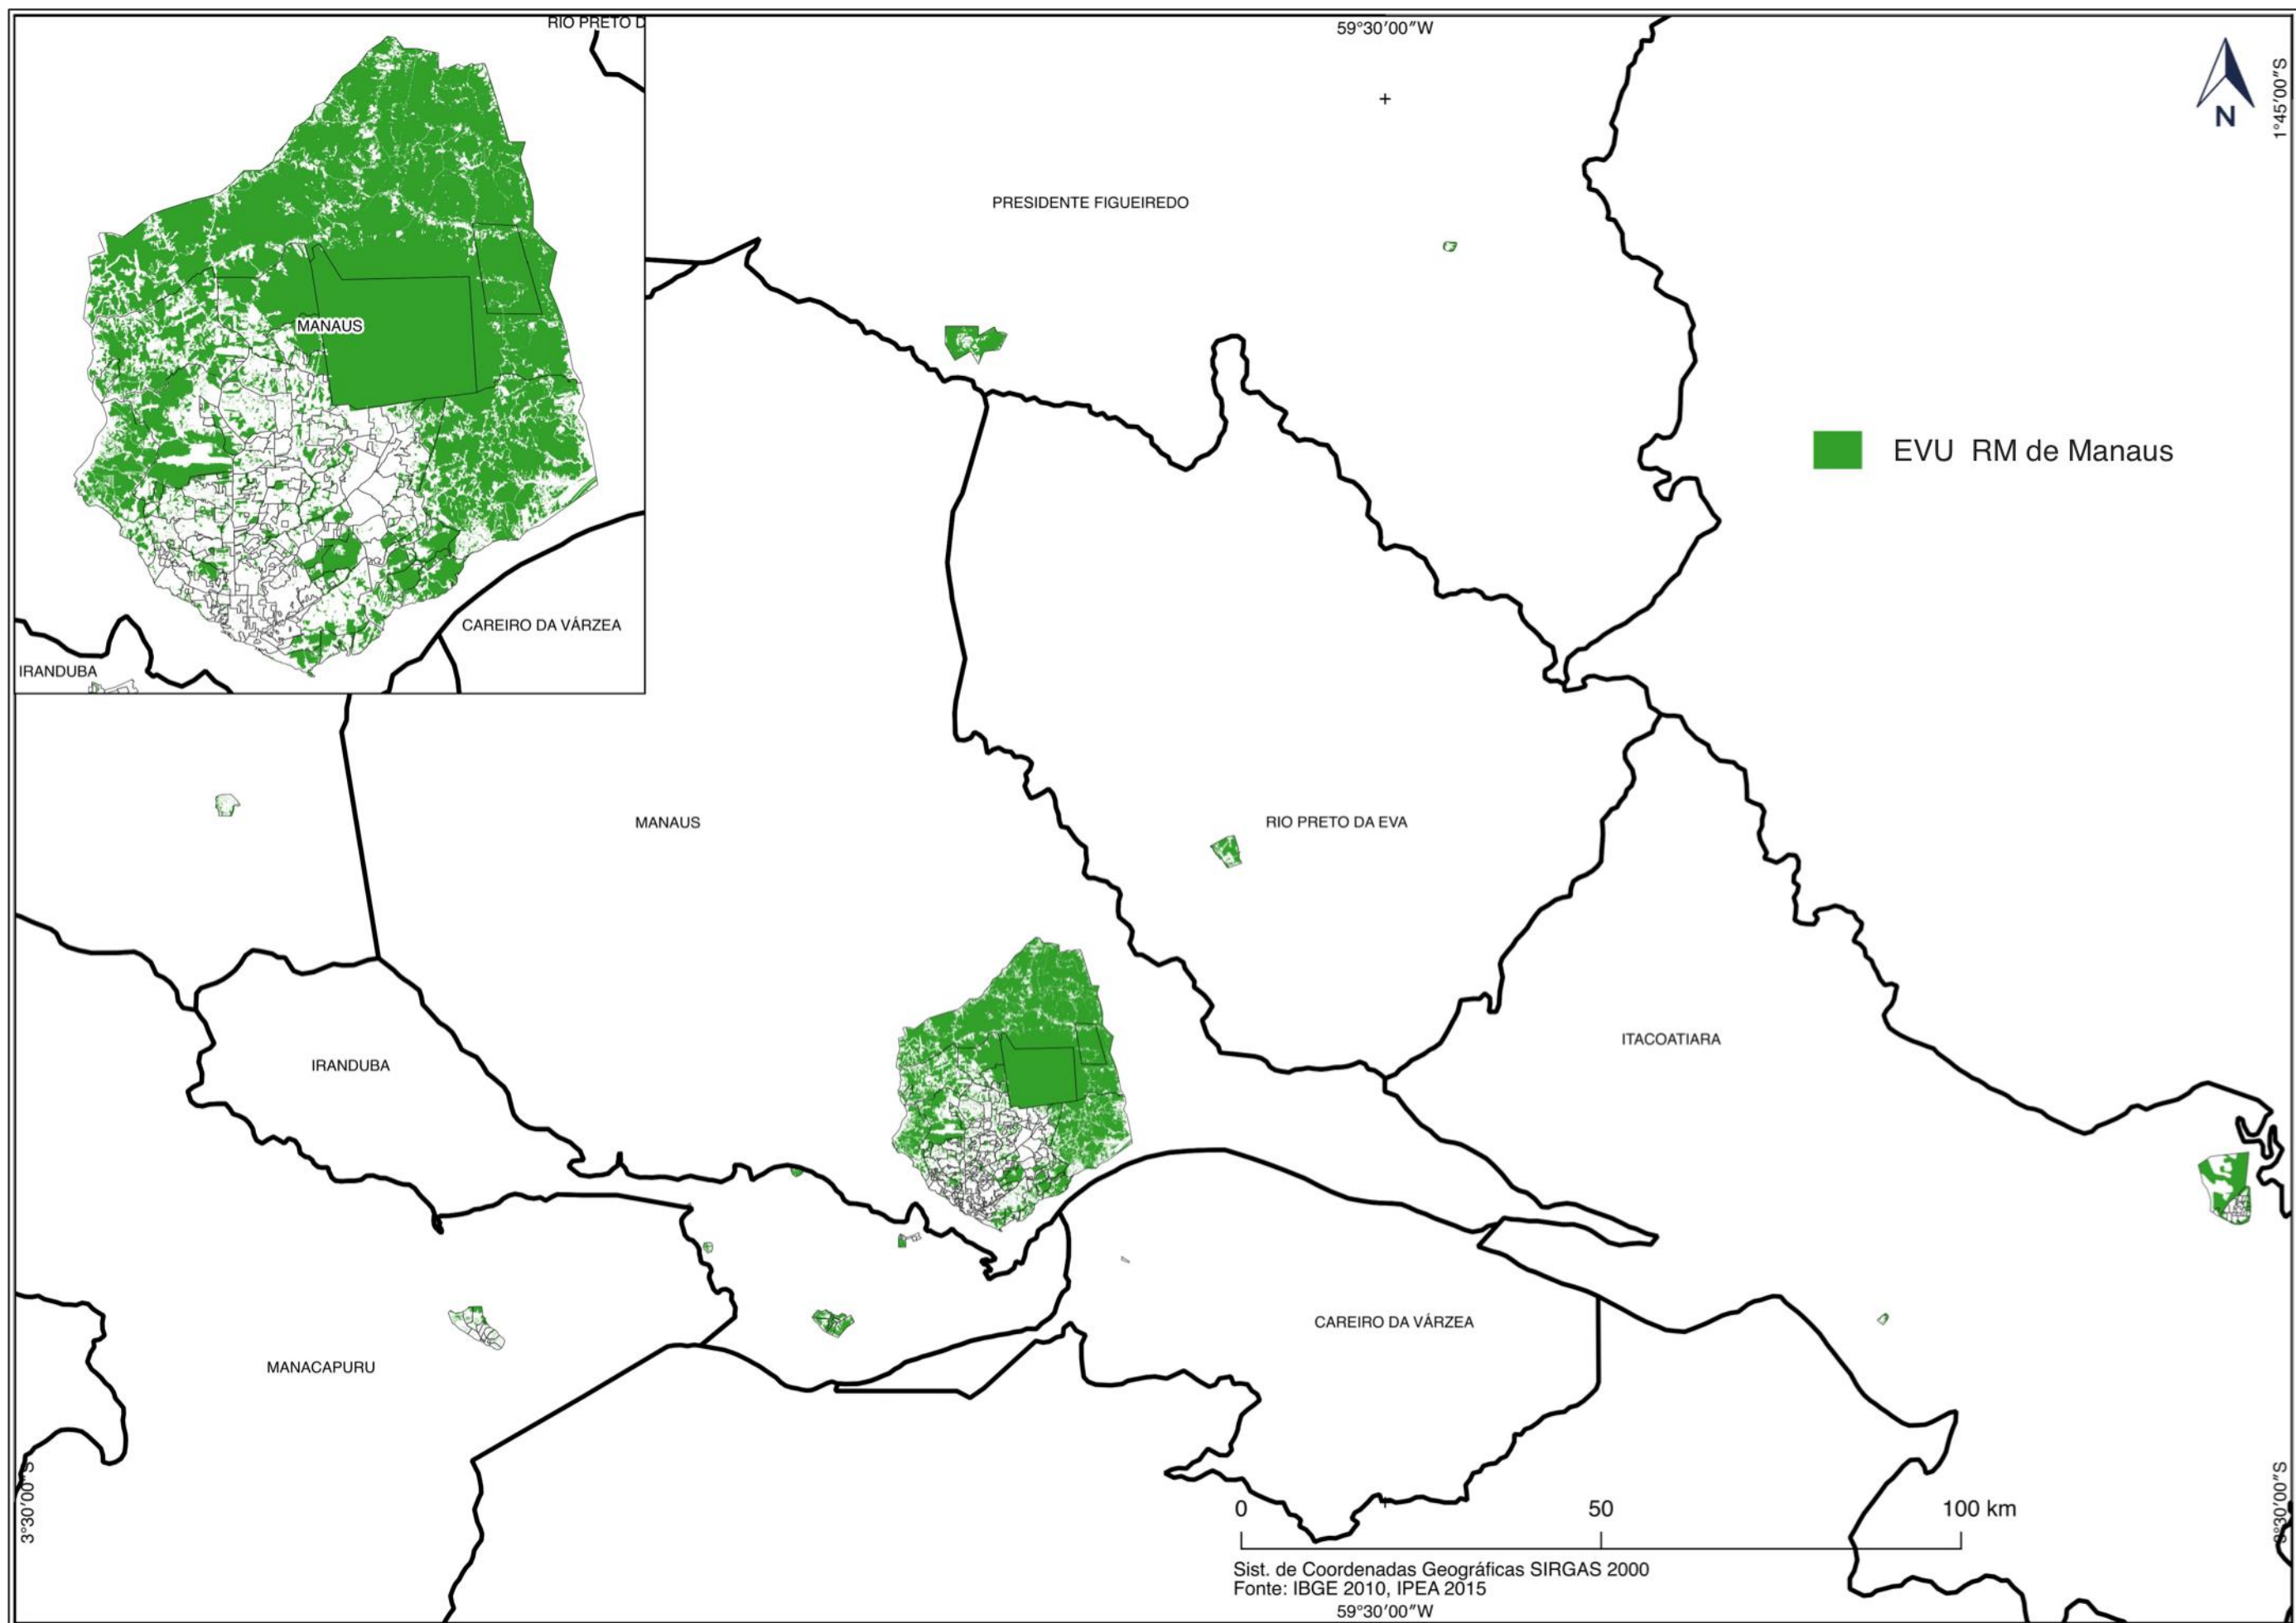 RIO PRETO D
59°30'00"W
N
1°45'00"S
PRESIDENTE FIGUEIREDO
MANAUS
EVU RM de Manaus
CAREIRO DA VÁRZEA
IRANDUBA
MANAUS
RIO PRETO DA EVA
ITACOATIARA
IRANDUBA
CAREIRO DA VÁRZEA
MANACAPURU
3°30'00"S
3°30'00"S
0 50 100 km
Sist. de Coordenadas Geográficas SIRGAS 2000
Fonte: IBGE 2010, IPEA 2015
59°30'00"W